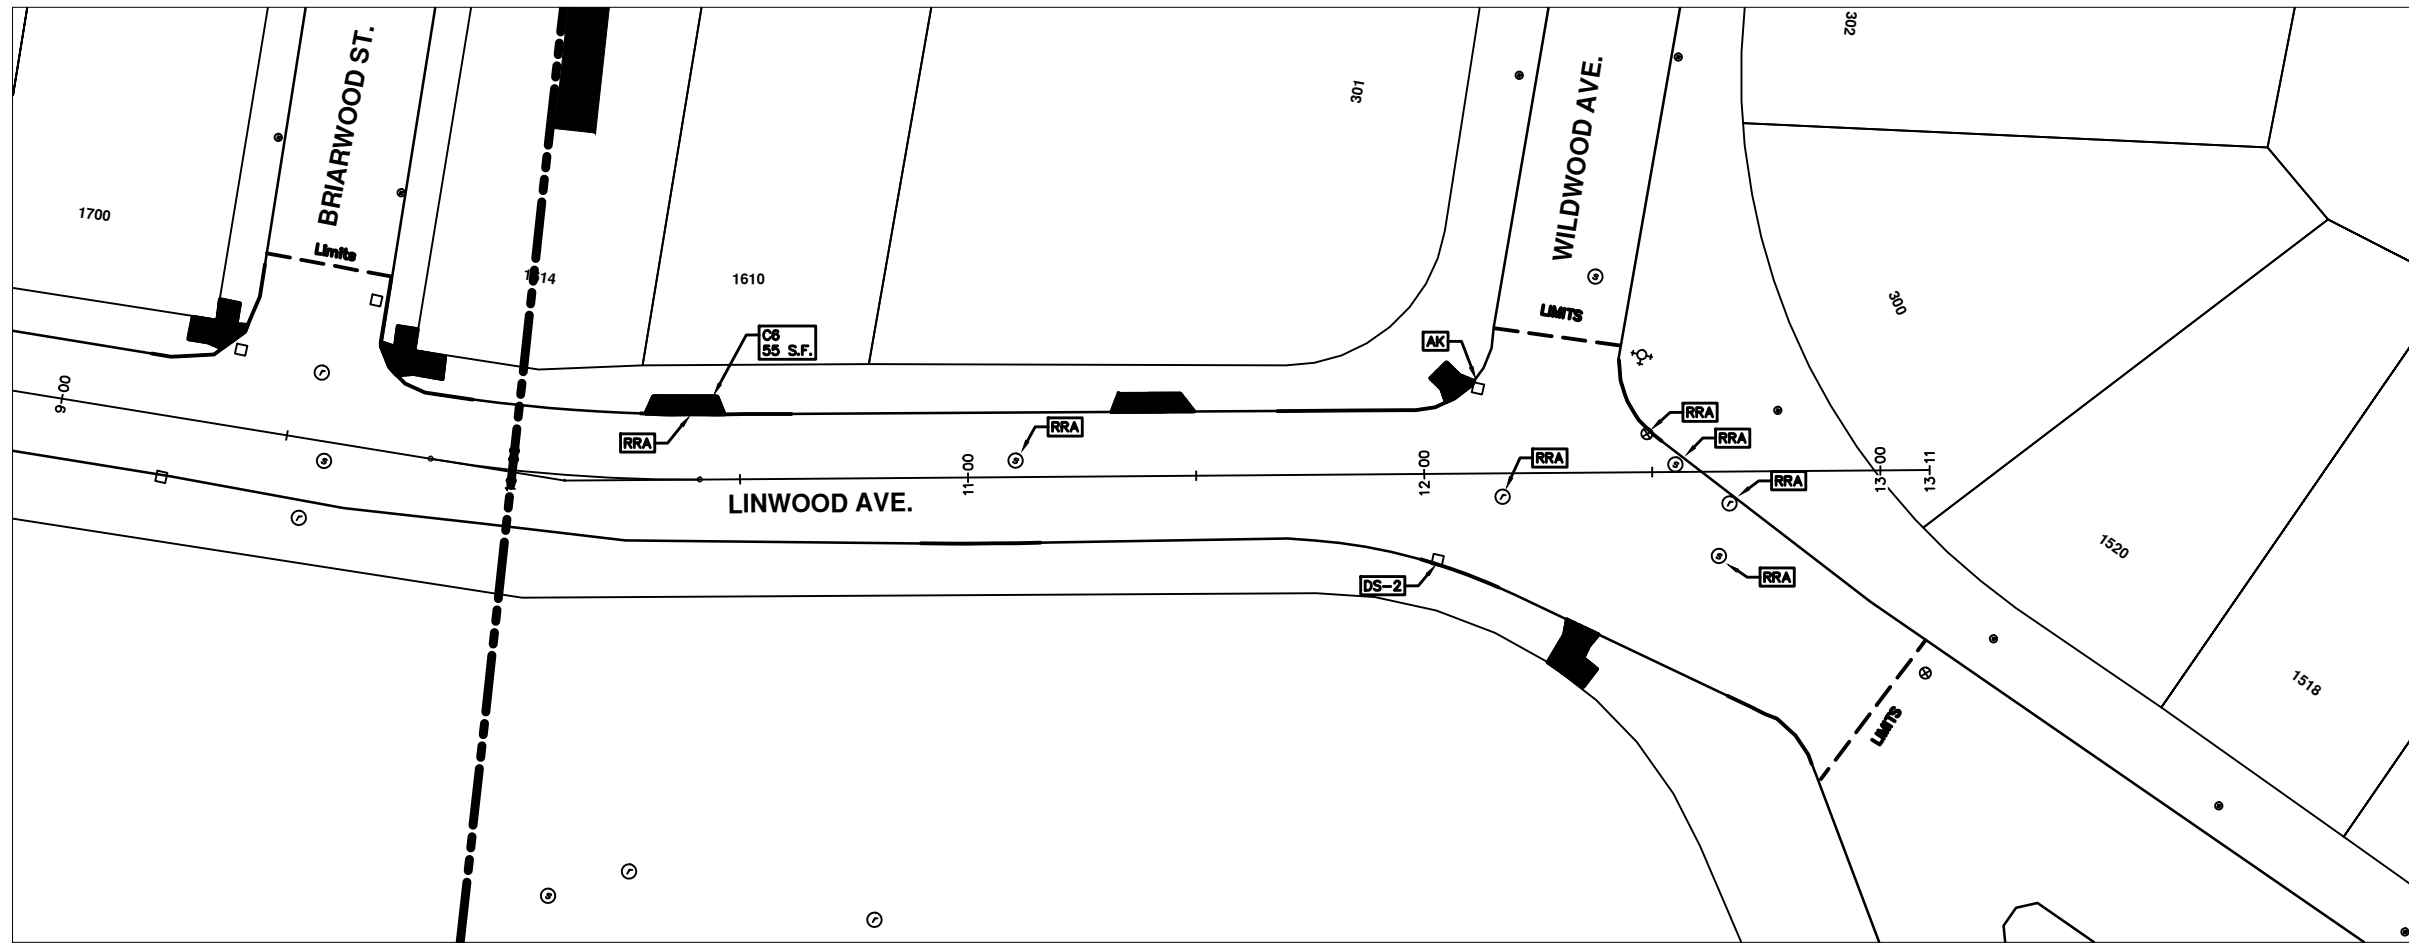 302
BRIARWOOD ST.
WILDWOOD AVE.
301
1700
Limits
1614
1610
300
LIMITS
C6
55 S.F.
AK
9+00
RRA
RRA
RRA
RRA
RRA
RRA
11+00
12+00
13+00
13+11
LINWOOD AVE.
1520
DS-2
RRA
1518
LIMITS